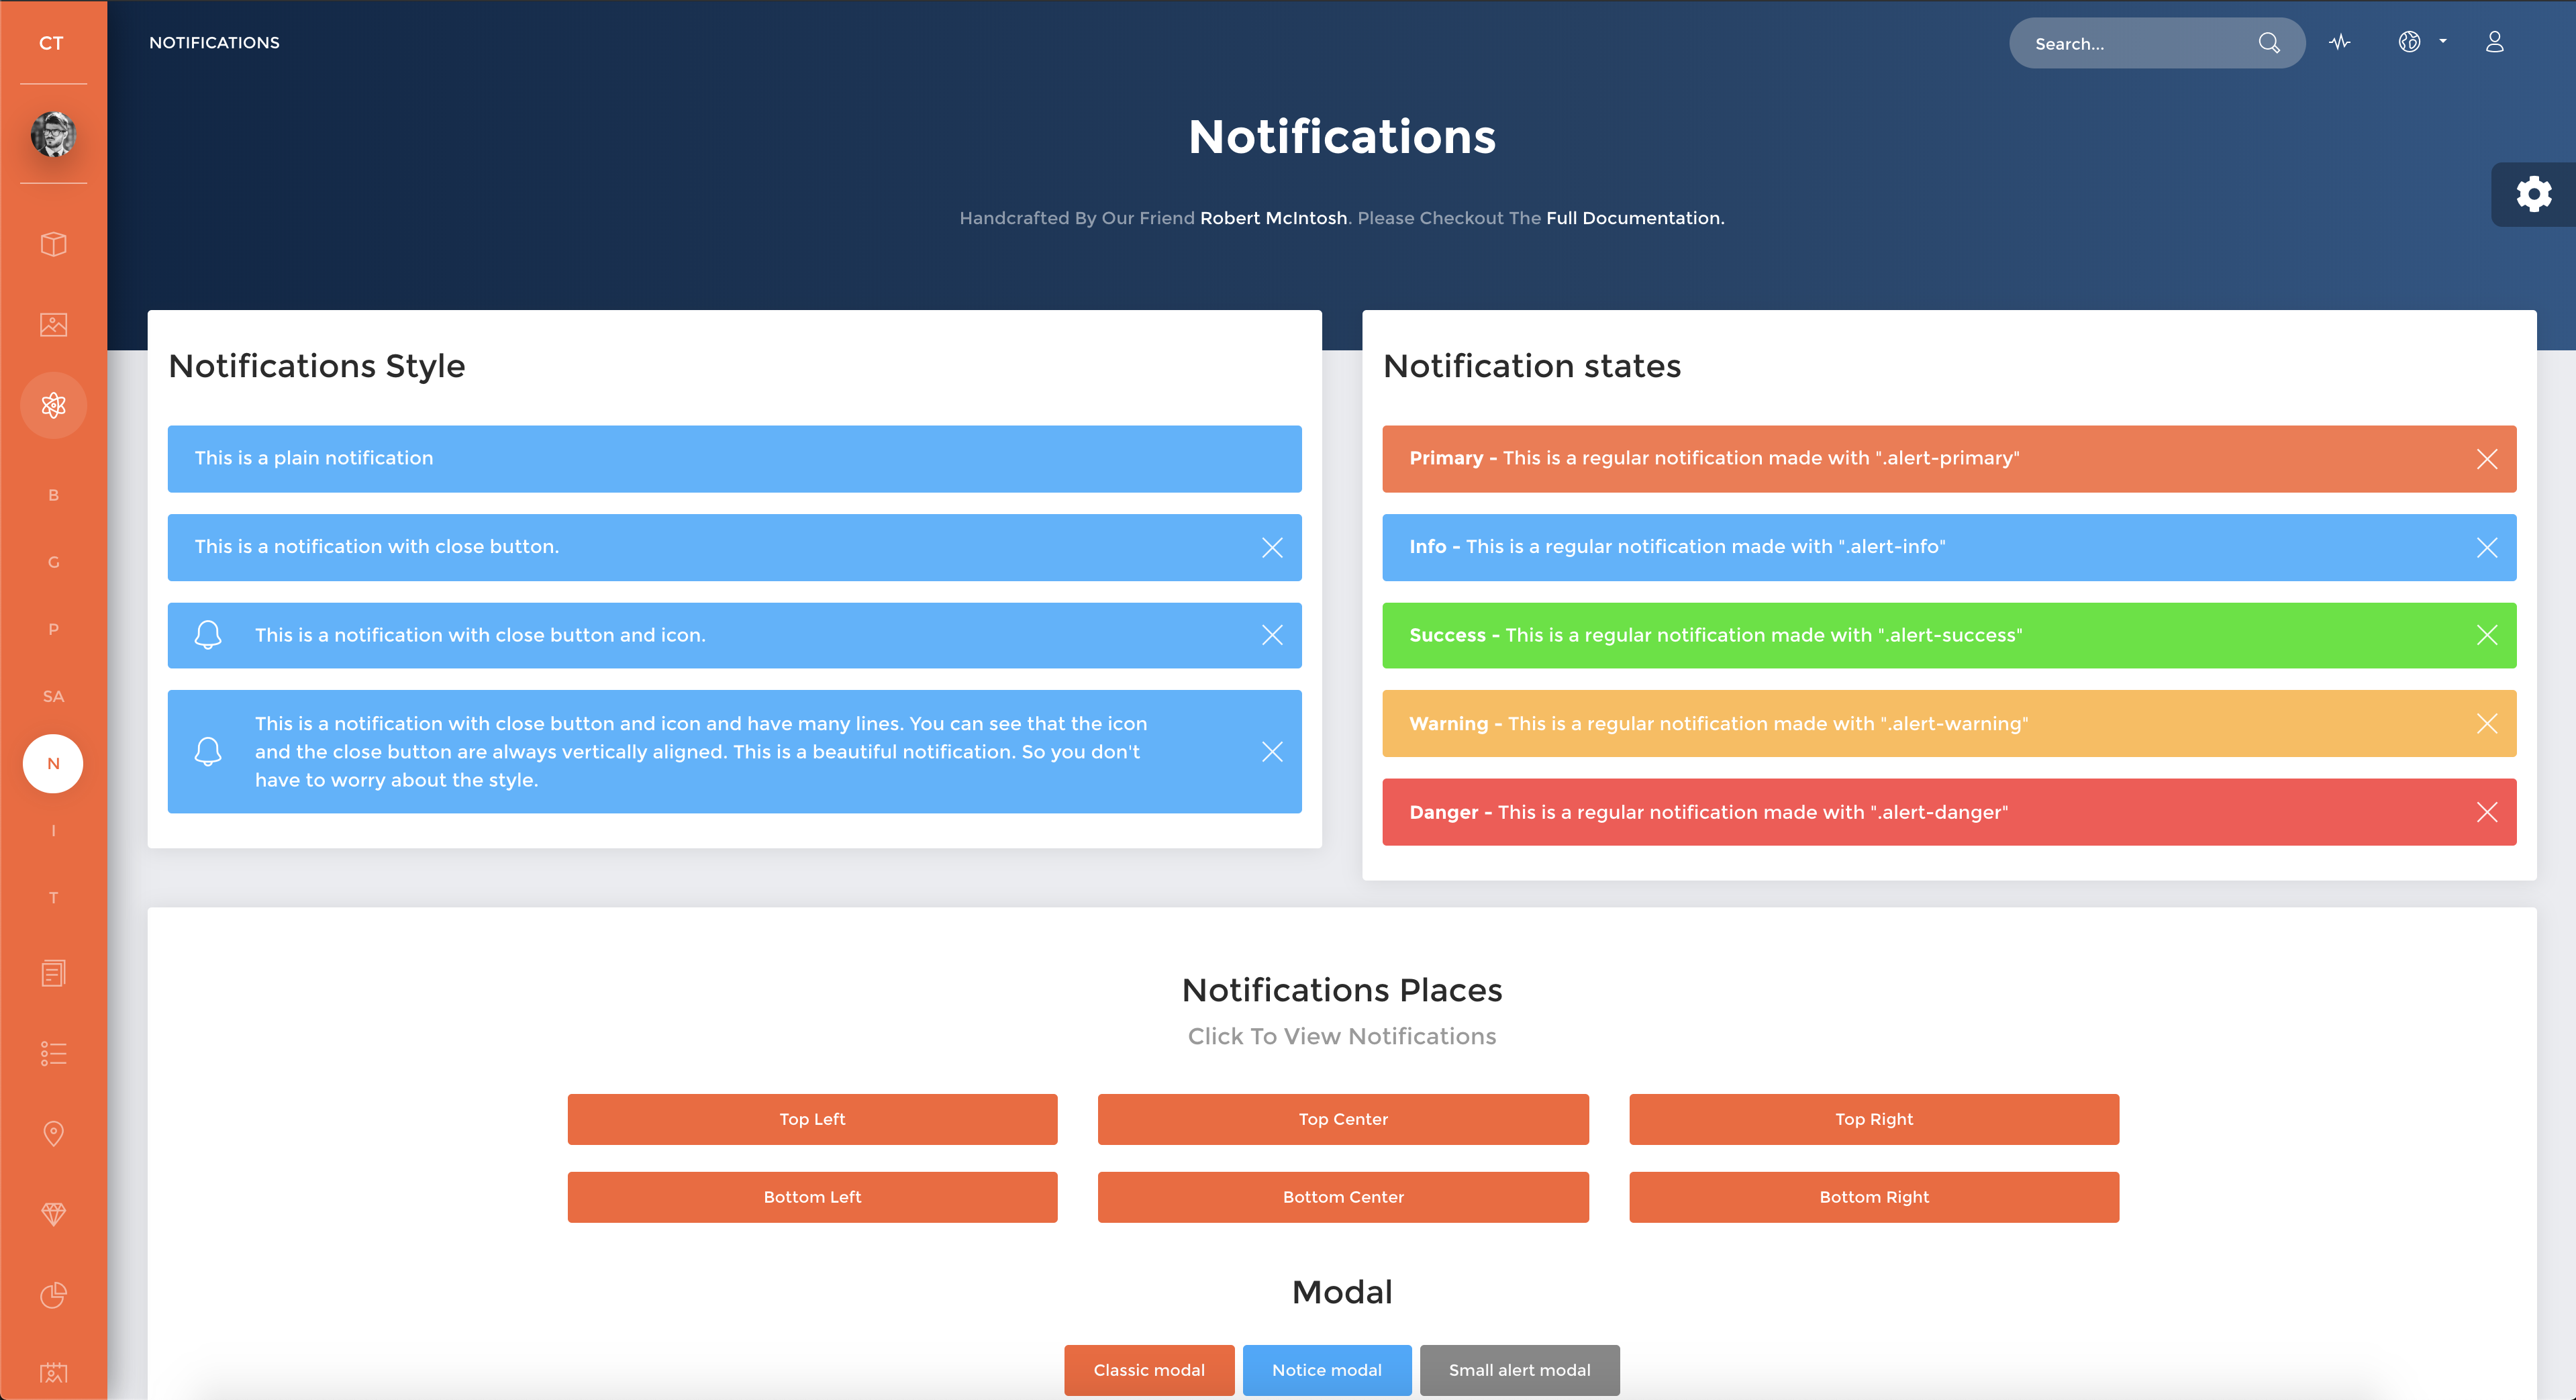 CT
NOTIFICATIONS
Search...
Notifications
Handcrafted By Our Friend Robert McIntosh. Please Checkout The Full Documentation.
B
G
P
SA
N
I
T
Notifications Style
This is a plain notification
This is a notification with close button.
This is a notification with close button and icon.
This is a notification with close button and icon and have many lines. You can see that the icon
and the close button are always vertically aligned. This is a beautiful notification. So you don't
have to worry about the style.
Notification states
Primary - This is a regular notification made with ".alert-primary"
Info - This is a regular notification made with ".alert-info"
Success - This is a regular notification made with ".alert-success"
Warning - This is a regular notification made with ".alert-warning"
Danger - This is a regular notification made with ".alert-danger"
Notifications Places
Click To View Notifications
Top Left
Top Center
Top Right
Bottom Left
Bottom Center
Bottom Right
Modal
Classic modal
Notice modal
Small alert modal